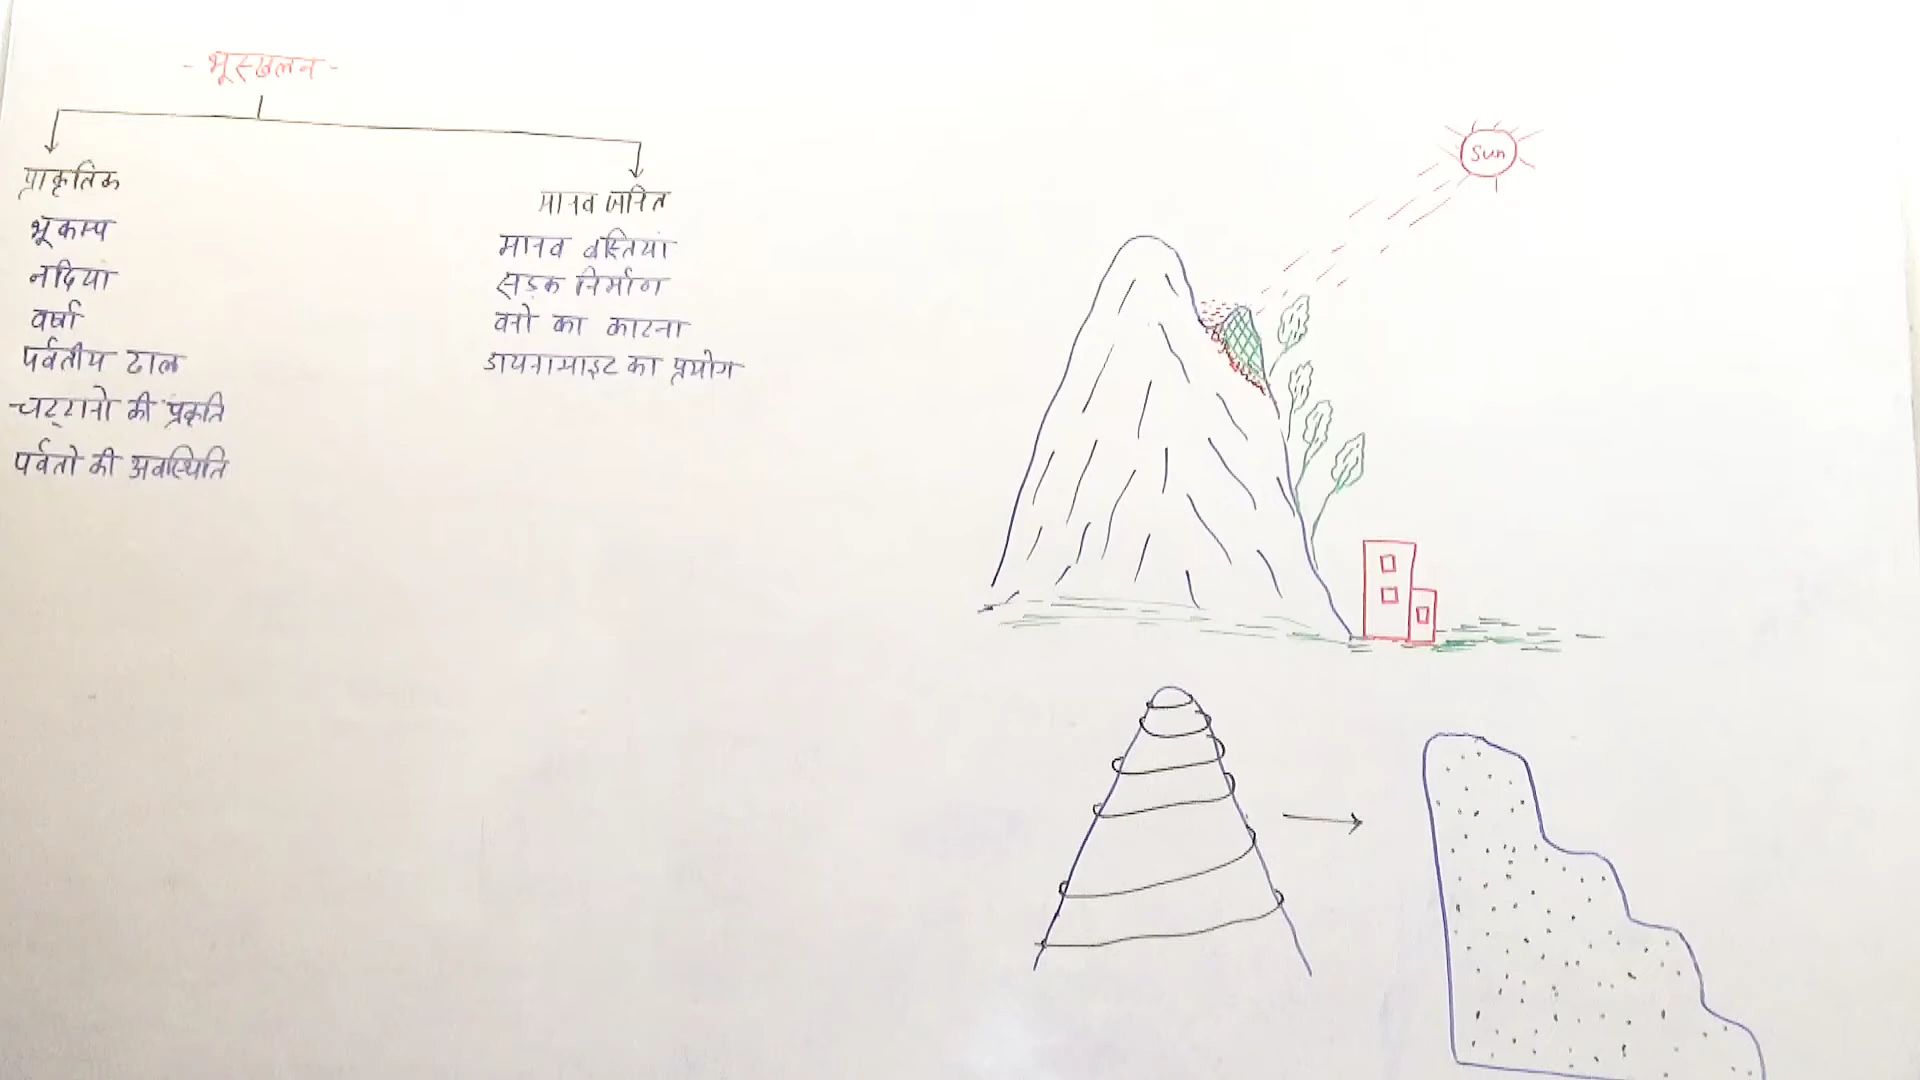 - भूस्खलन -
प्राकृतिक
भूकम्प
नदियां
वर्षा
पर्वतीय ढाल
चट्टानो की प्रकृति
पर्वतो की अवस्थिति
मानव जनित
मानव बस्तियां
सड़क निर्माण
वनो का काटना
डायनामाइट का प्रयोग
Sun